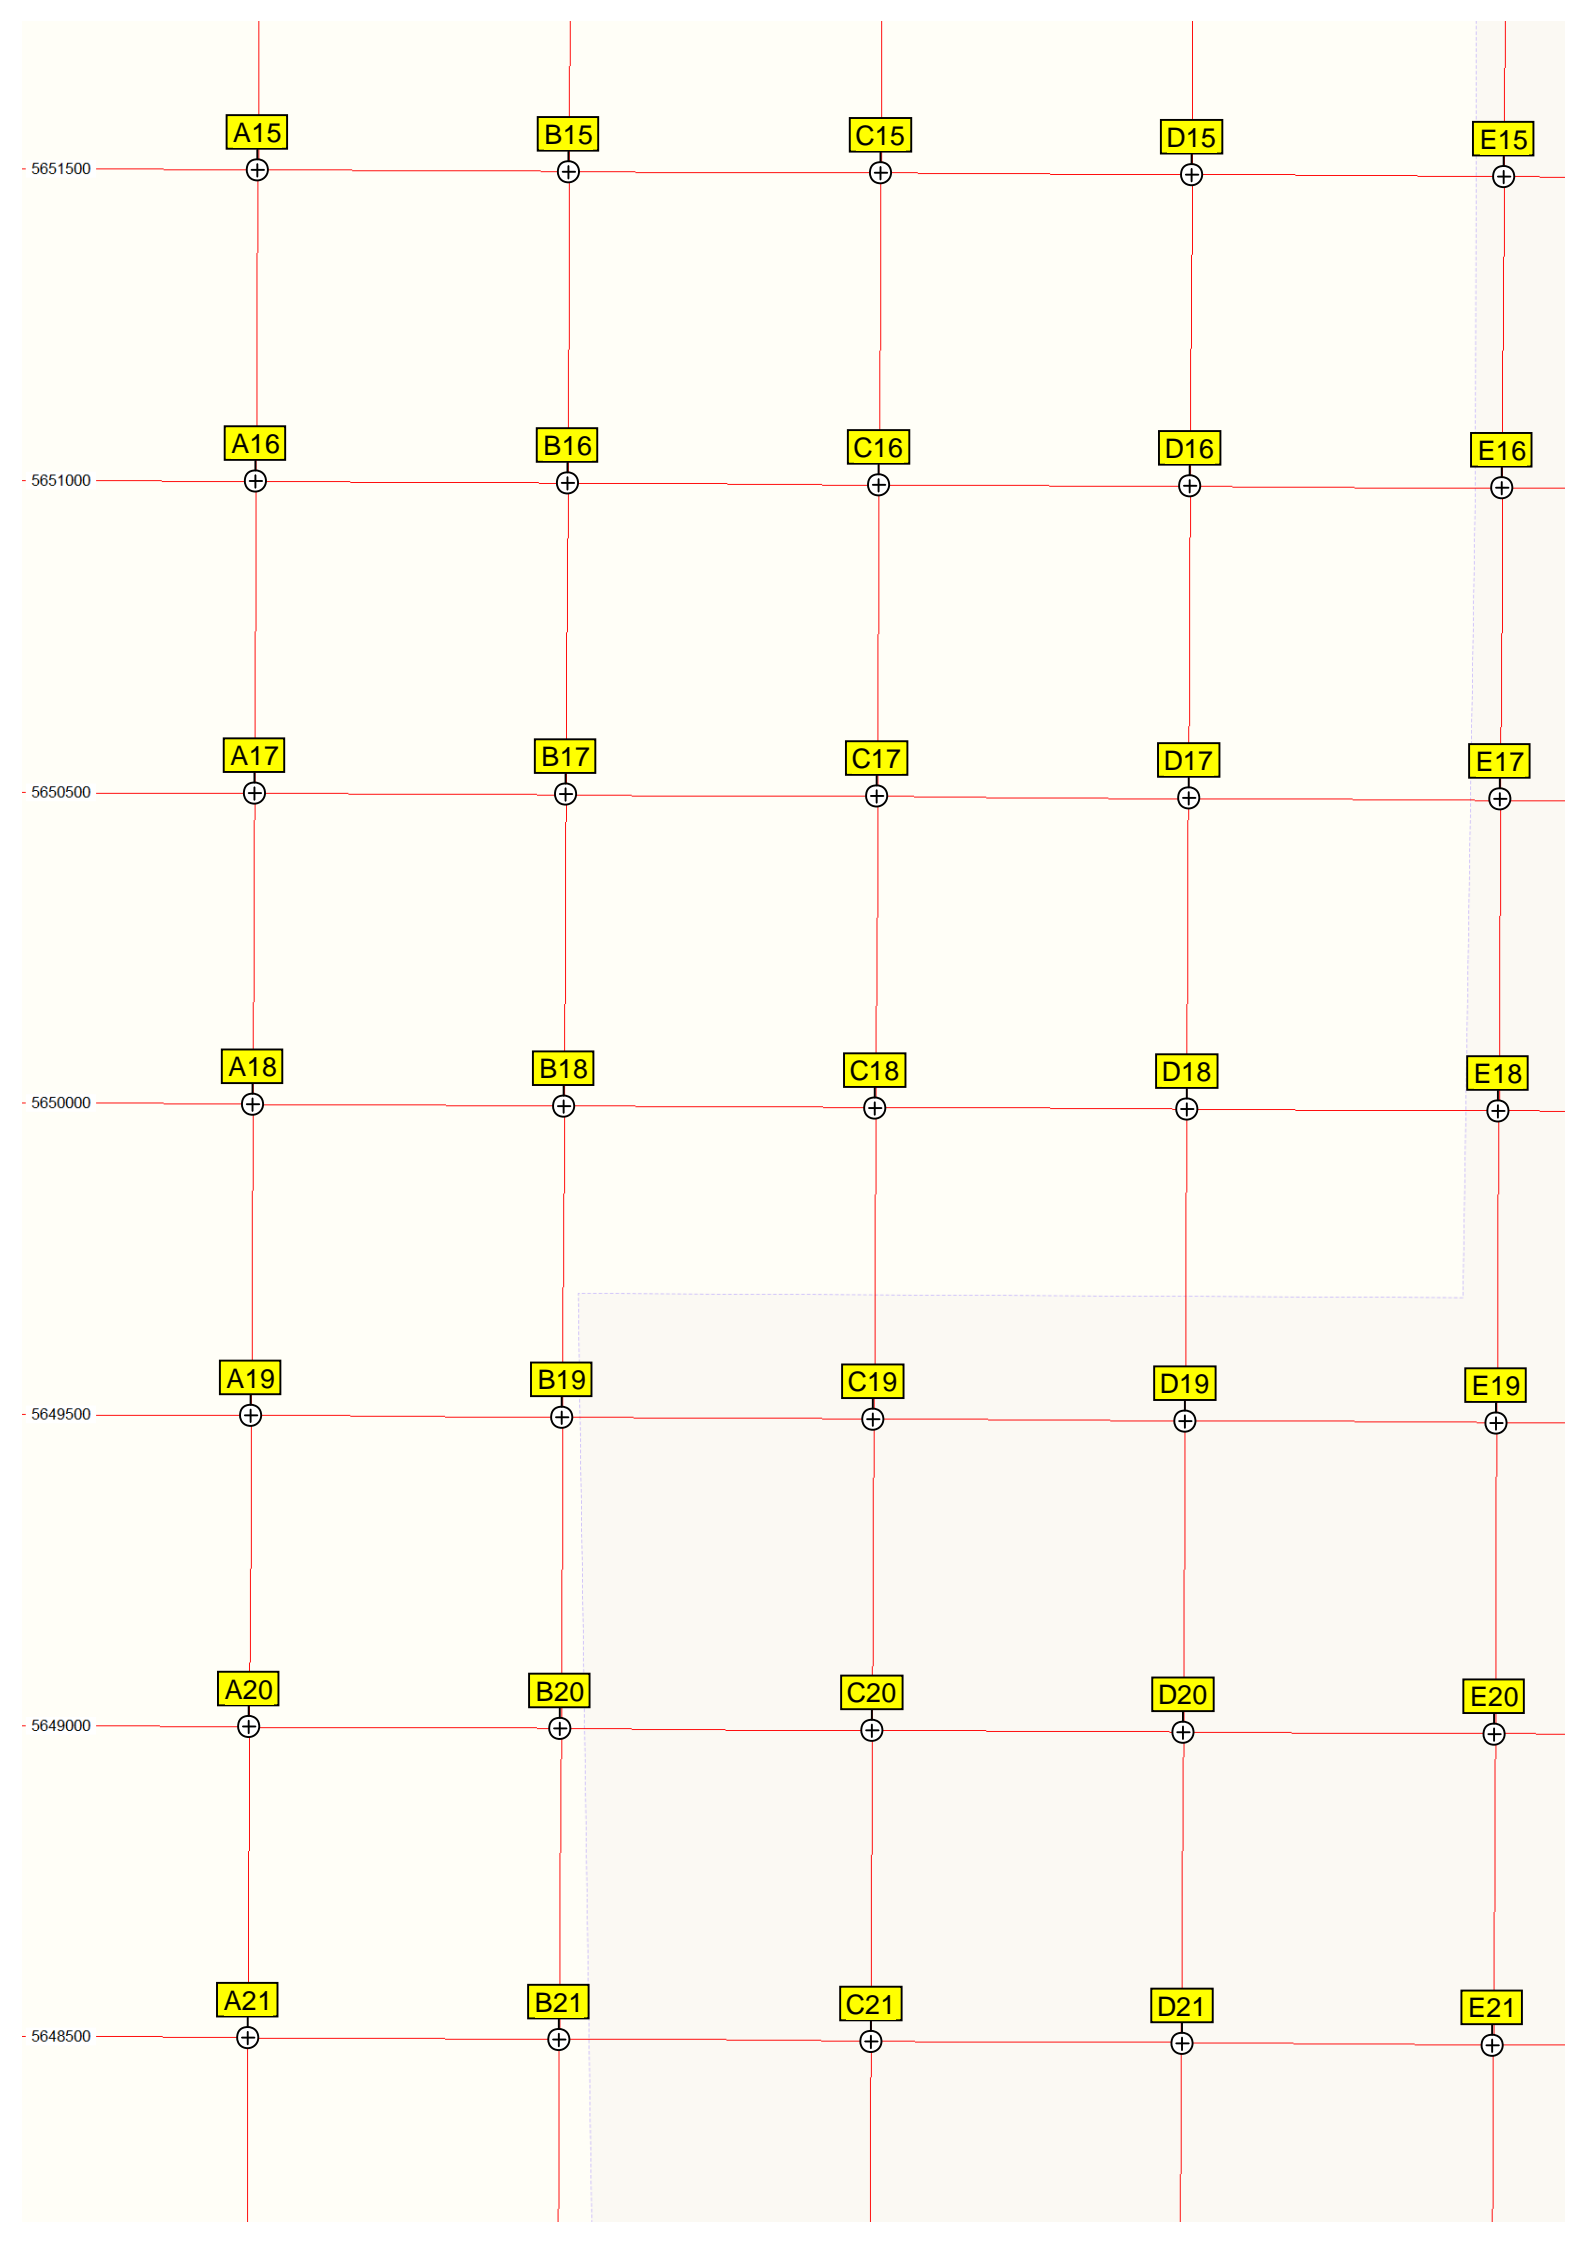 A15 B15 C15 D15 E15
5651500
A16 B16 C16 D16 E16
5651000
A17 B17 C17 D17 E17
5650500
A18 B18 C18 D18 E18
5650000
A19 B19 C19 D19 E19
5649500
A20 B20 C20 D20 E20
5649000
A21 B21 C21 D21 E21
5648500